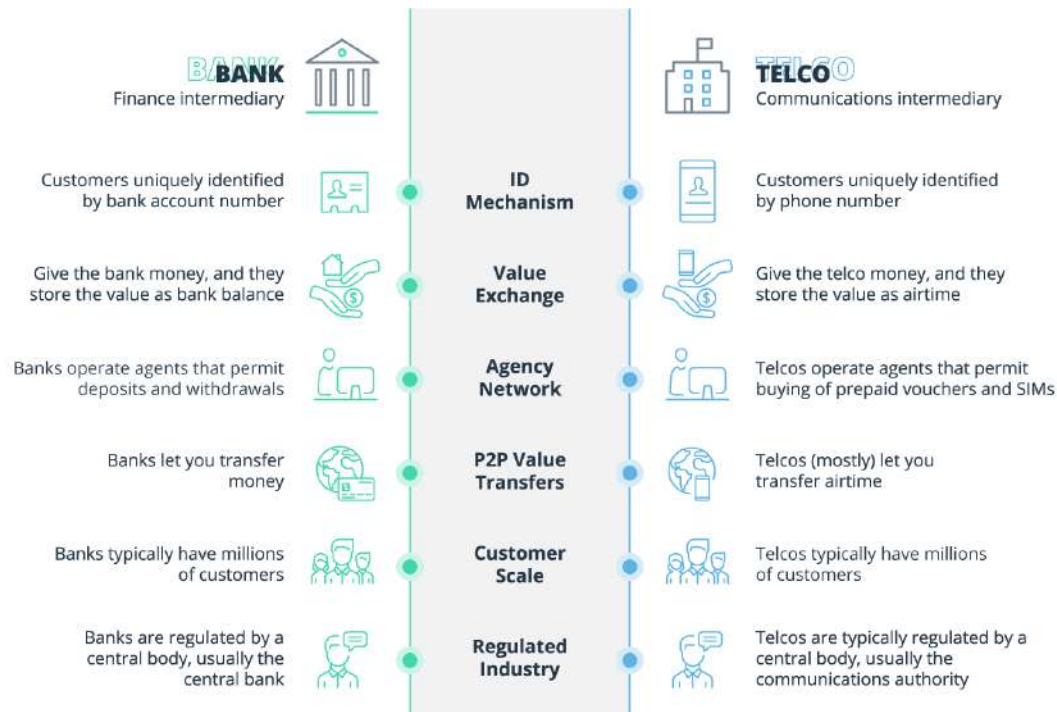 BANK
Finance intermediary
TELCO
Communications intermediary
Customers uniquely identified
by bank account number
ID
Mechanism
Customers uniquely identified
by phone number
Give the bank money, and they
store the value as bank balance
Value
Exchange
Give the telco money, and they
store the value as airtime
Banks operate agents that permit
deposits and withdrawals
Agency
Network
Telcos operate agents that permit
buying of prepaid vouchers and SIMs
Banks let you transfer
money
P2P Value
Transfers
Telcos (mostly) let you
transfer airtime
Banks typically have millions
of customers
Customer
Scale
Telcos typically have millions
of customers
Banks are regulated by a
central body, usually the
central bank
Regulated
Industry
Telcos are typically regulated by a
central body, usually the
communications authority